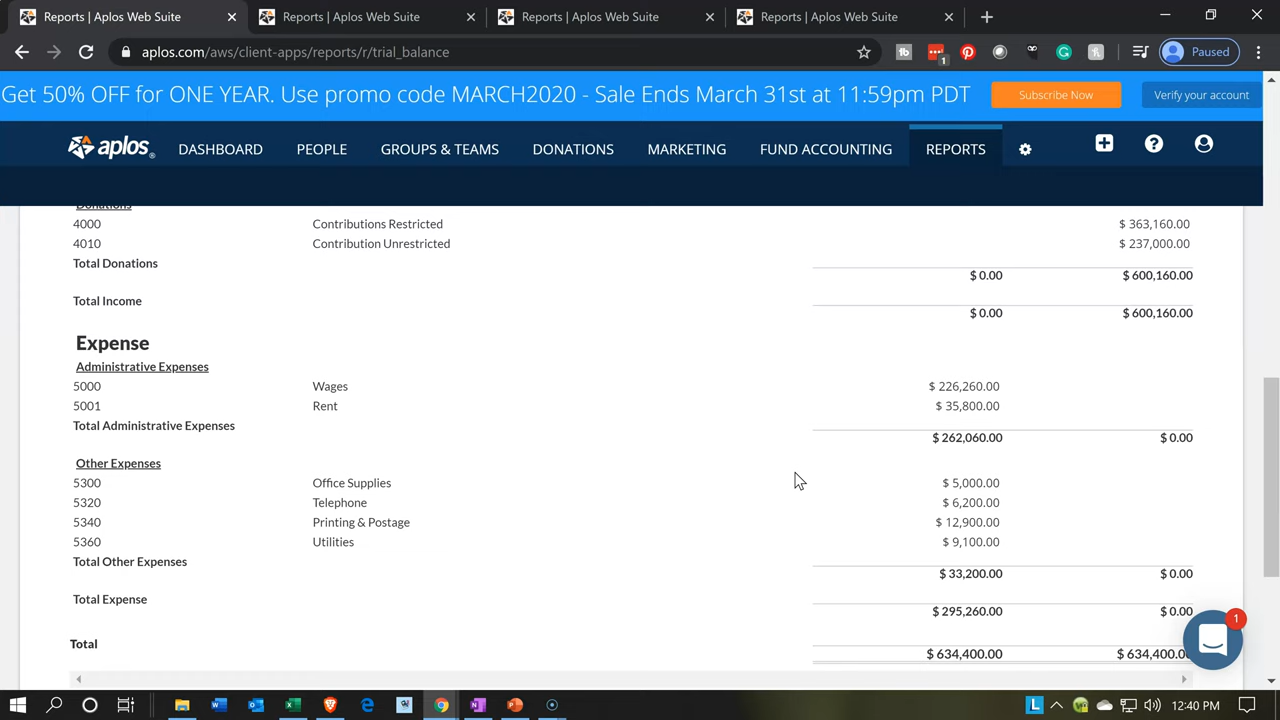 Reports | Aplos Web Suite Reports | Aplos Web Suite Reports | Aplos Web Suite Reports | Aplos Web Suite
aplos.com/aws/client-apps/reports/r/trial_balance 1 Paused
Get 50% OFF for ONE YEAR. Use promo code MARCH2020 - Sale Ends March 31st at 11:59pm PDT Subscribe Now Verify your account
aplos DASHBOARD PEOPLE GROUPS & TEAMS DONATIONS MARKETING FUND ACCOUNTING REPORTS
Donations
4000 Contributions Restricted $ 363,160.00
4010 Contribution Unrestricted $ 237,000.00
Total Donations
$ 0.00 $ 600,160.00
Total Income
$ 0.00 $ 600,160.00
Expense
Administrative Expenses
5000 Wages $ 226,260.00
5001 Rent $ 35,800.00
Total Administrative Expenses
$ 262,060.00 $ 0.00
Other Expenses
5300 Office Supplies $ 5,000.00
5320 Telephone $ 6,200.00
5340 Printing & Postage $ 12,900.00
5360 Utilities $ 9,100.00
Total Other Expenses
$ 33,200.00 $ 0.00
Total Expense
$ 295,260.00 $ 0.00
1
Total
$ 634,400.00 $ 634,400.00
12:40 PM